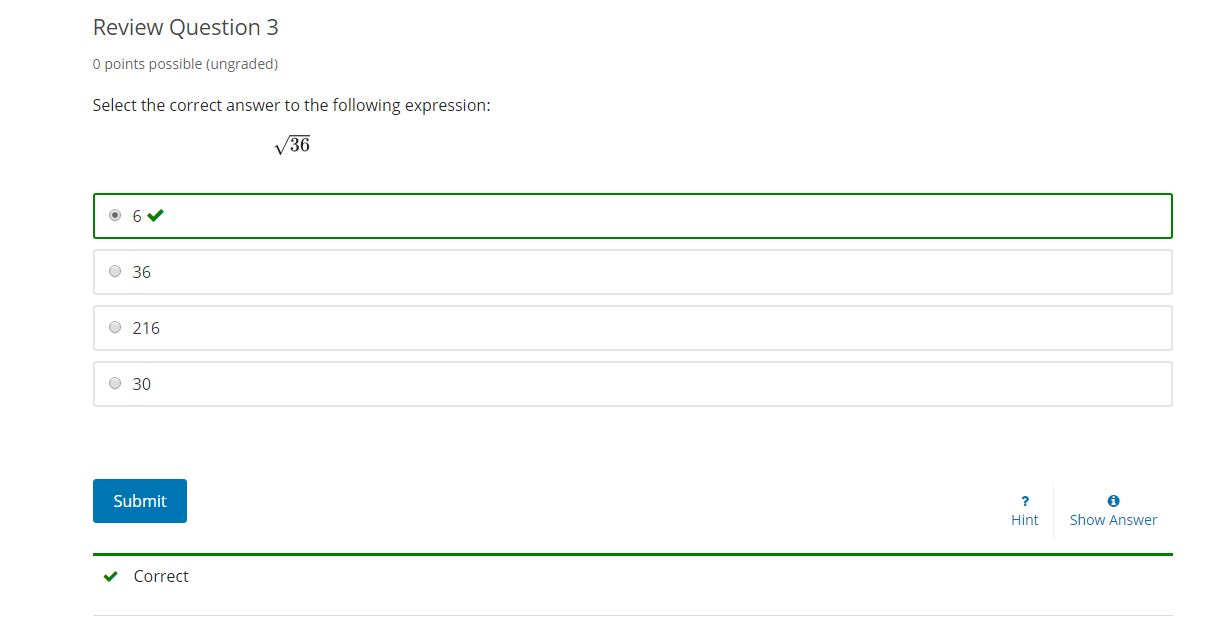 Review Question 3
0 points possible (ungraded)
Select the correct answer to the following expression:
√36
6
36
216
30
Submit
? Hint
Show Answer
Correct